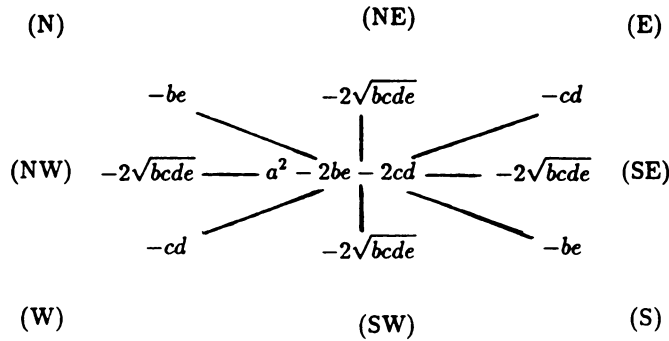 (N) (NE) (E)
−be −2√bcde −cd
(NW) −2√bcde a² − 2be − 2cd −2√bcde (SE)
−cd −2√bcde −be
(W) (SW) (S)